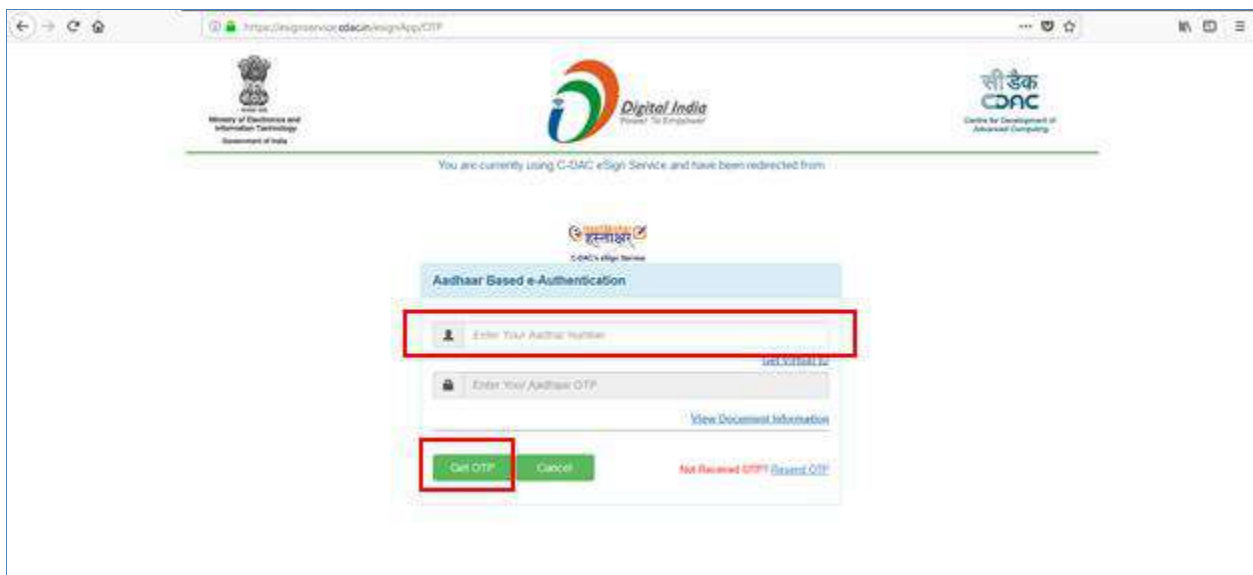 https://esignservice.cdac.in/esignApp/OTP
Ministry of Electronics and
Information Technology
Government of India
Digital India
Power To Empower
सी डैक
CDAC
Centre for Development of
Advanced Computing
You are currently using C-DAC eSign Service and have been redirected from
हस्ताक्षर
C-DAC's eSign Service
Aadhaar Based e-Authentication
Enter Your Aadhar Number
Get Virtual ID
Enter Your Aadhaar OTP
View Document Information
Get OTP
Cancel
Not Received OTP? Resend OTP